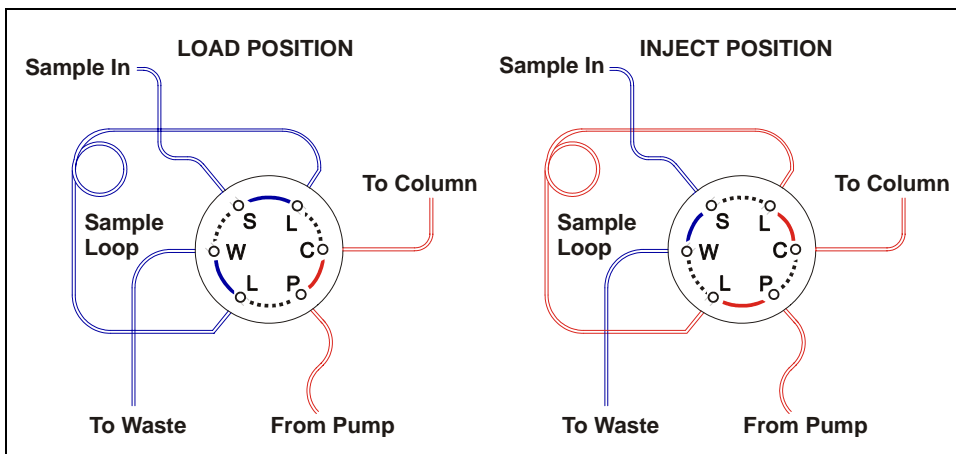 LOAD POSITION
Sample In
To Column
Sample
Loop
S
L
W
C
L
P
To Waste
From Pump
INJECT POSITION
Sample In
To Column
Sample
Loop
S
L
W
C
L
P
To Waste
From Pump